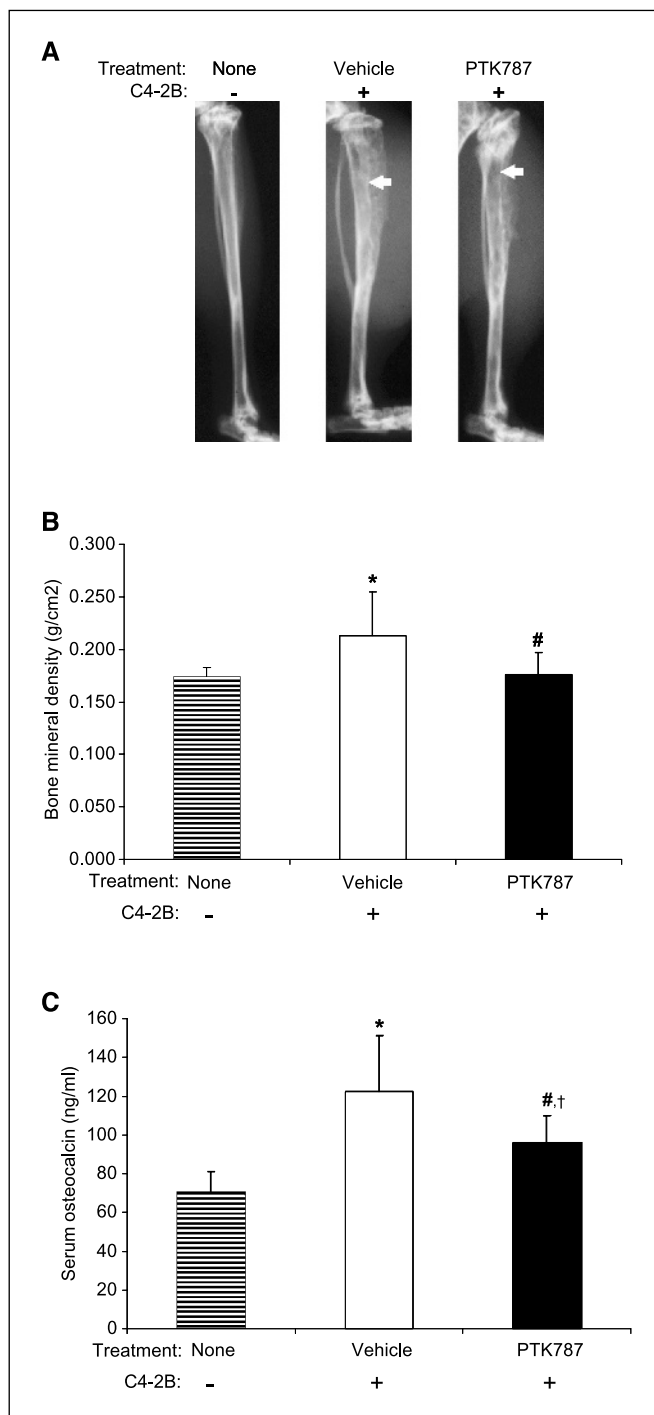 A
Treatment: None Vehicle PTK787
C4-2B: - + +
B
Bone mineral density (g/cm2)
0.300
0.250
0.200
0.150
0.100
0.050
0.000
*
#
Treatment: None Vehicle PTK787
C4-2B: - + +
C
Serum osteocalcin (ng/ml)
160
140
120
100
80
60
40
20
0
*
#,†
Treatment: None Vehicle PTK787
C4-2B: - + +